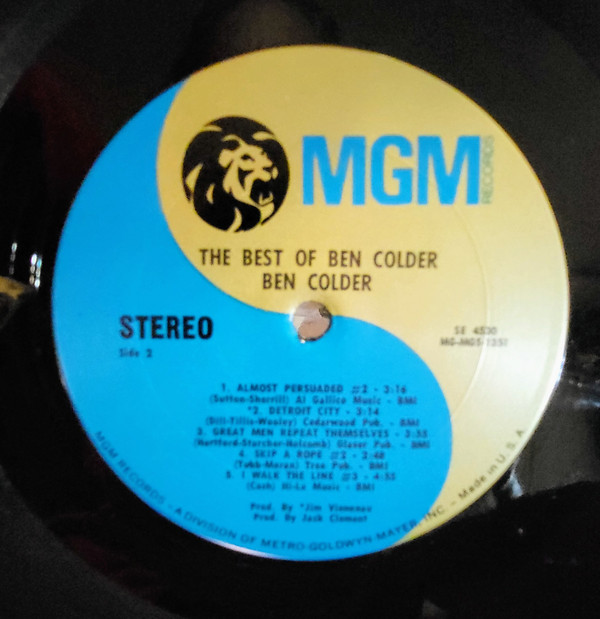 MGM
RECORDS
THE BEST OF BEN COLDER
BEN COLDER
STEREO
Side 2
SE 4530
MG-MGS-1351
1. ALMOST PERSUADED #2 - 3:16
(Sutton-Sherrill) Al Gallico Music - BMI
*2. DETROIT CITY - 3:14
(Dill-Tillis-Wooley) Cedarwood Pub. - BMI
3. GREAT MEN REPEAT THEMSELVES - 2:55
(Hartford-Starcher-Holcomb) Glaser Pub. - BMI
4. SKIP A ROPE #2 - 2:48
(Tubb-Moran) Tree Pub. - BMI
5. I WALK THE LINE #3 - 4:55
(Cash) Hi-Lo Music - BMI
Prod. By *Jim Vienneau
Prod. By Jack Clement
MGM RECORDS - A DIVISION OF METRO-GOLDWYN-MAYER, INC. - Made in U.S.A.